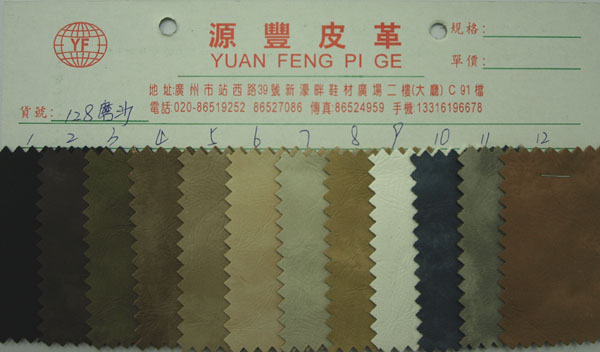 YF
源豐皮革
YUAN FENG PI GE
規格:
單價:
地址:廣州市站西路39號新濠畔鞋材廣場二樓(大廳)C 91檔
電話:020-86519252 86527086 傳真:86524959 手機:13316196678
貨號: 128磨沙
1 2 3 4 5 6 7 8 9 10 11 12